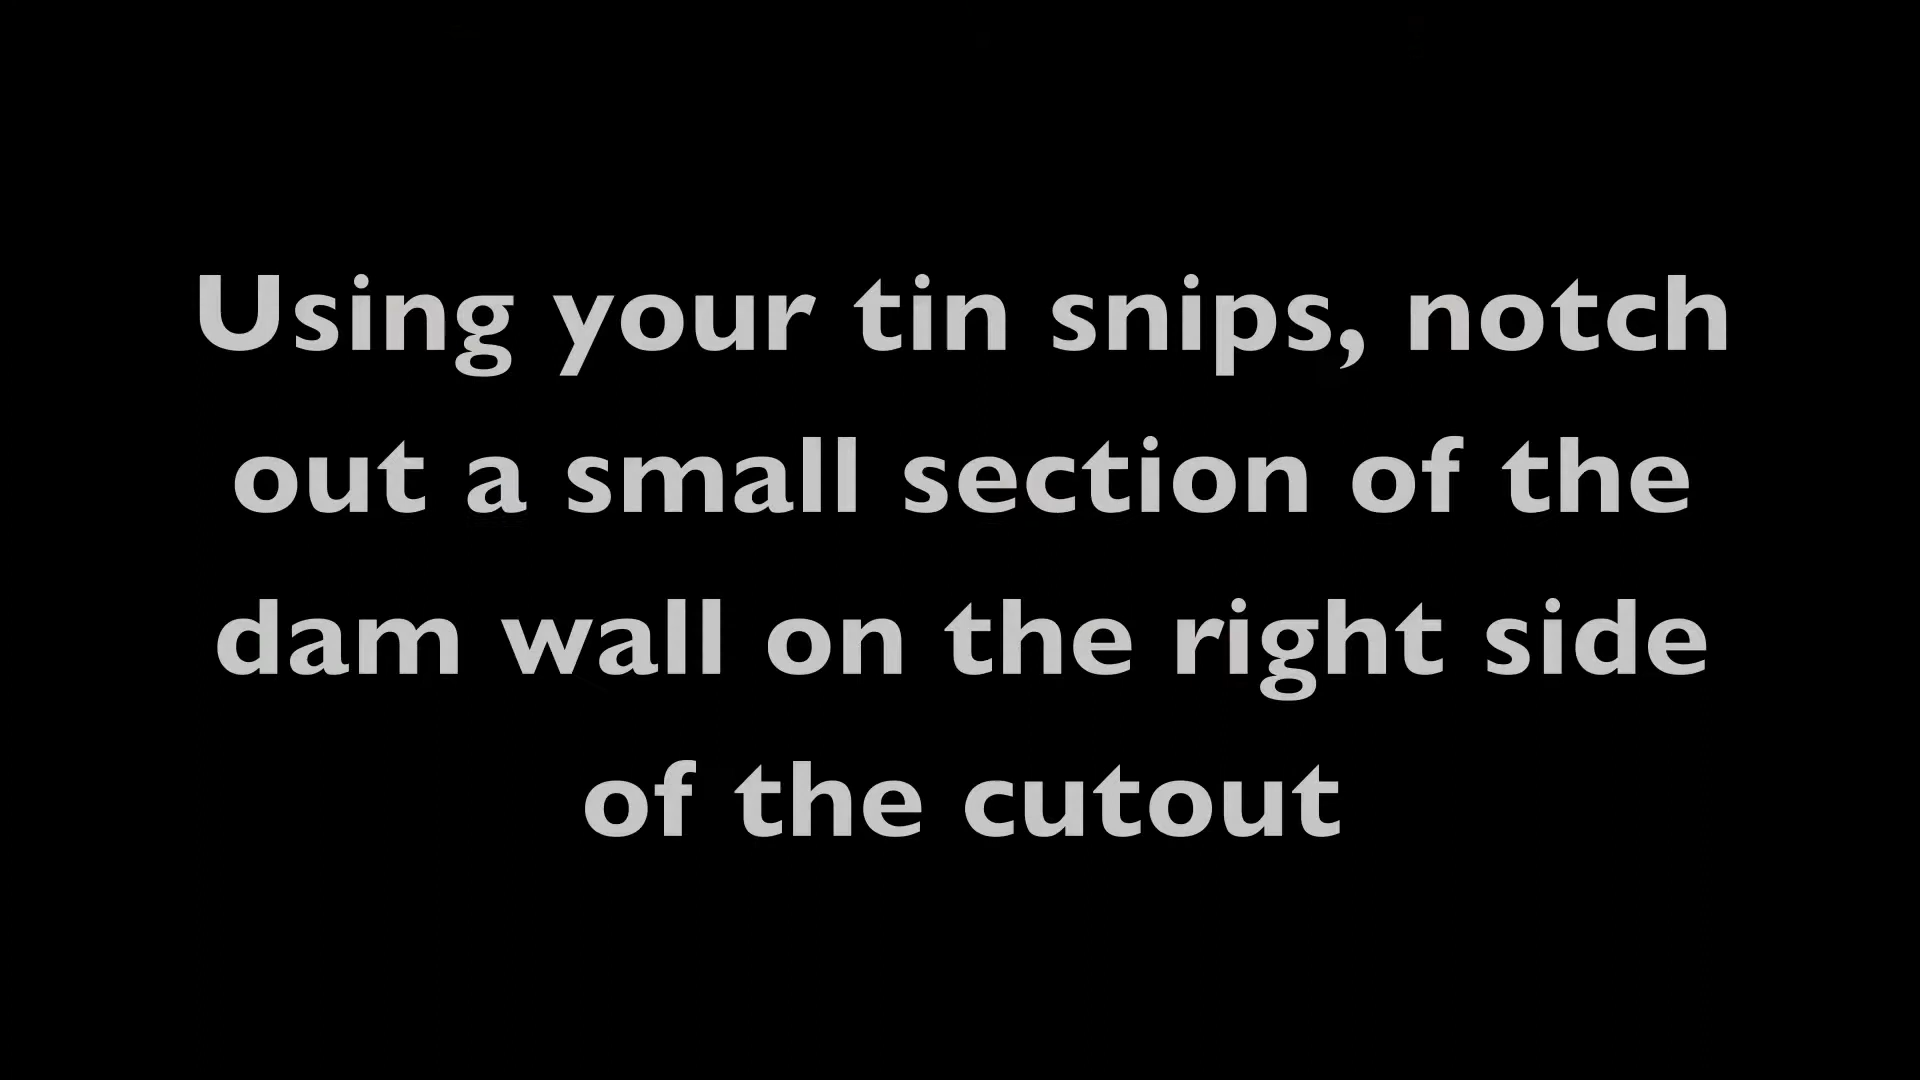 Using your tin snips, notch
out a small section of the
dam wall on the right side
of the cutout